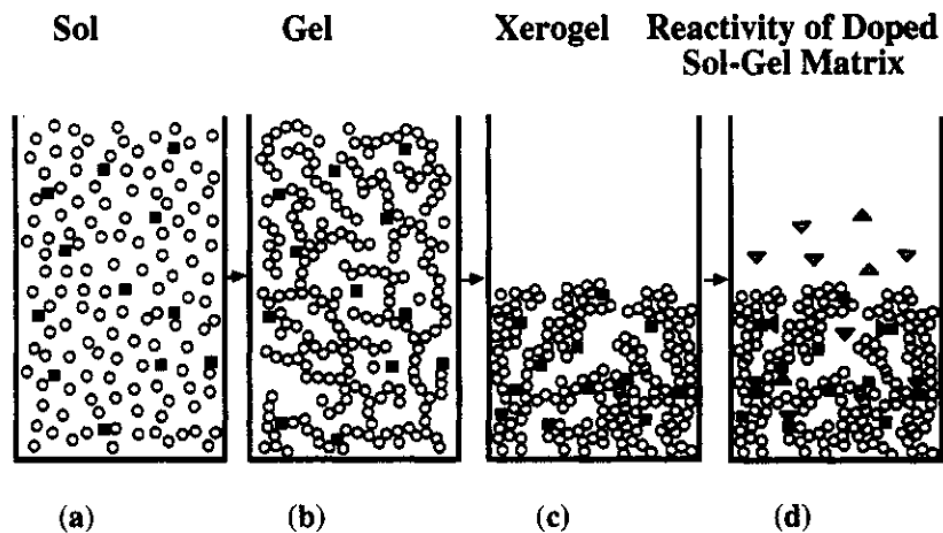 Sol
Gel
Xerogel
Reactivity of Doped
Sol-Gel Matrix
(a)
(b)
(c)
(d)